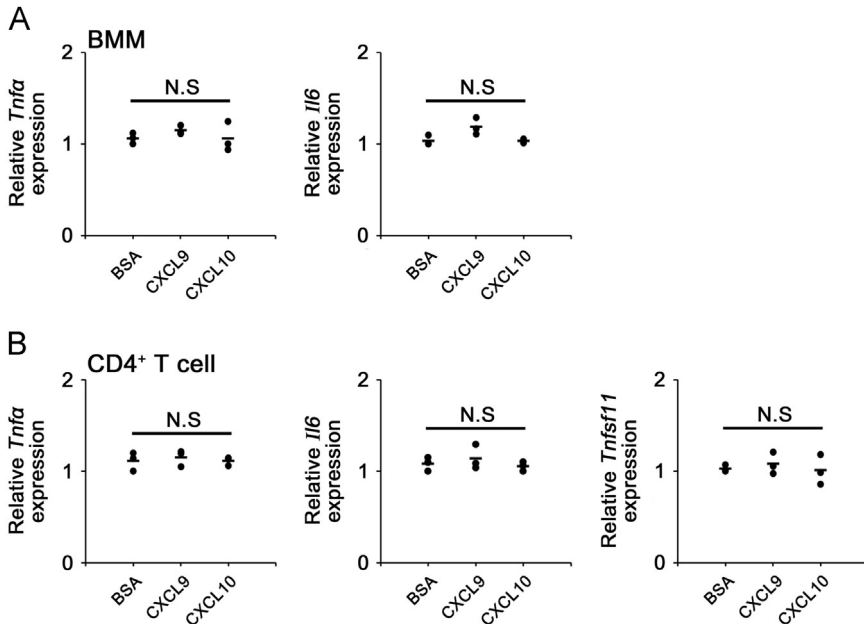 A
BMM
Relative Tnfα expression
2
1
0
N.S
BSA
CXCL9
CXCL10
Relative Il6 expression
2
1
0
N.S
BSA
CXCL9
CXCL10
B
CD4⁺ T cell
Relative Tnfα expression
2
1
0
N.S
BSA
CXCL9
CXCL10
Relative Il6 expression
2
1
0
N.S
BSA
CXCL9
CXCL10
Relative Tnfsf11 expression
2
1
0
N.S
BSA
CXCL9
CXCL10